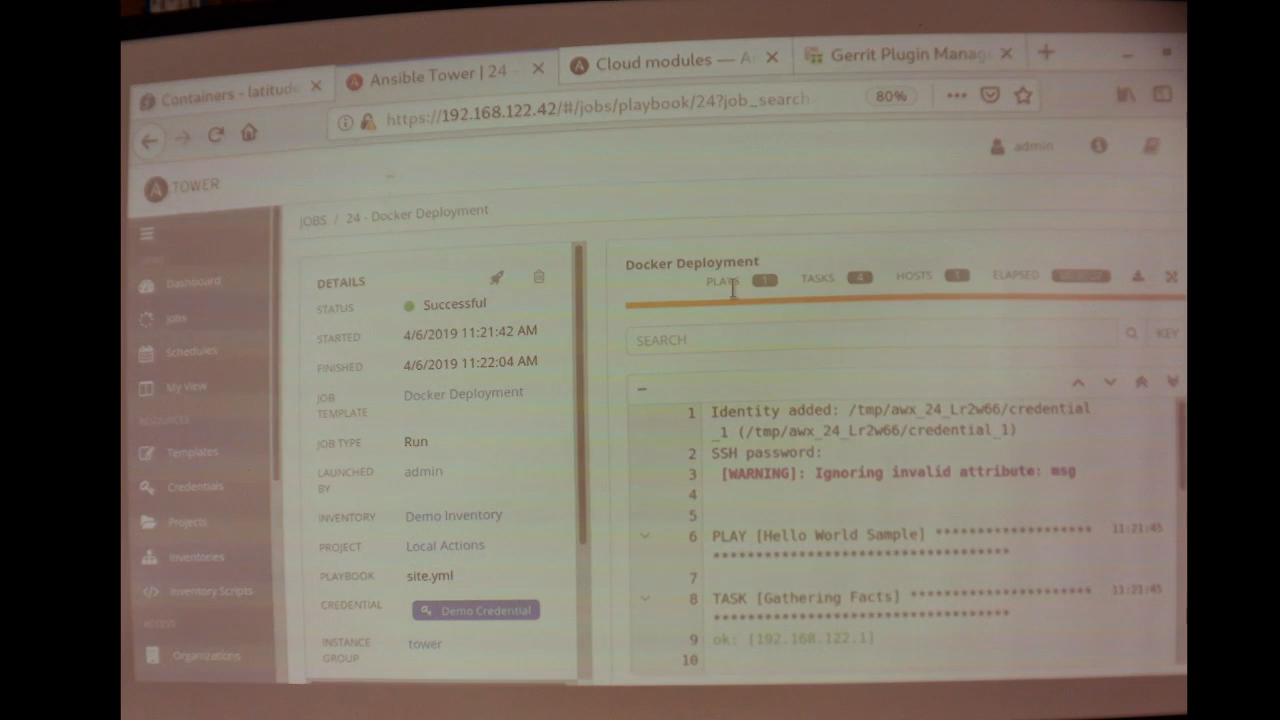 Containers - latitude
Ansible Tower | 24 -
Cloud modules — A
Gerrit Plugin Manag
https://192.168.122.42/#/jobs/playbook/24?job_search
80%
A TOWER
admin
JOBS / 24 - Docker Deployment
Dashboard
Jobs
Schedules
My View
RESOURCES
Templates
Credentials
Projects
Inventories
Inventory Scripts
ACCESS
Organizations
DETAILS
STATUS Successful
STARTED 4/6/2019 11:21:42 AM
FINISHED 4/6/2019 11:22:04 AM
JOB Docker Deployment
TEMPLATE
JOB TYPE Run
LAUNCHED admin
BY
INVENTORY Demo Inventory
PROJECT Local Actions
PLAYBOOK site.yml
CREDENTIAL Demo Credential
INSTANCE tower
GROUP
Docker Deployment
PLAYS 1 TASKS 4 HOSTS 1 ELAPSED
SEARCH KEY
1 Identity added: /tmp/awx_24_Lr2w66/credential
_1 (/tmp/awx_24_Lr2w66/credential_1)
2 SSH password:
3 [WARNING]: Ignoring invalid attribute: msg
4
5
6 PLAY [Hello World Sample] ******************* 11:21:45
************************************
7
8 TASK [Gathering Facts] ********************** 11:21:45
************************************
9 ok: [192.168.122.1]
10